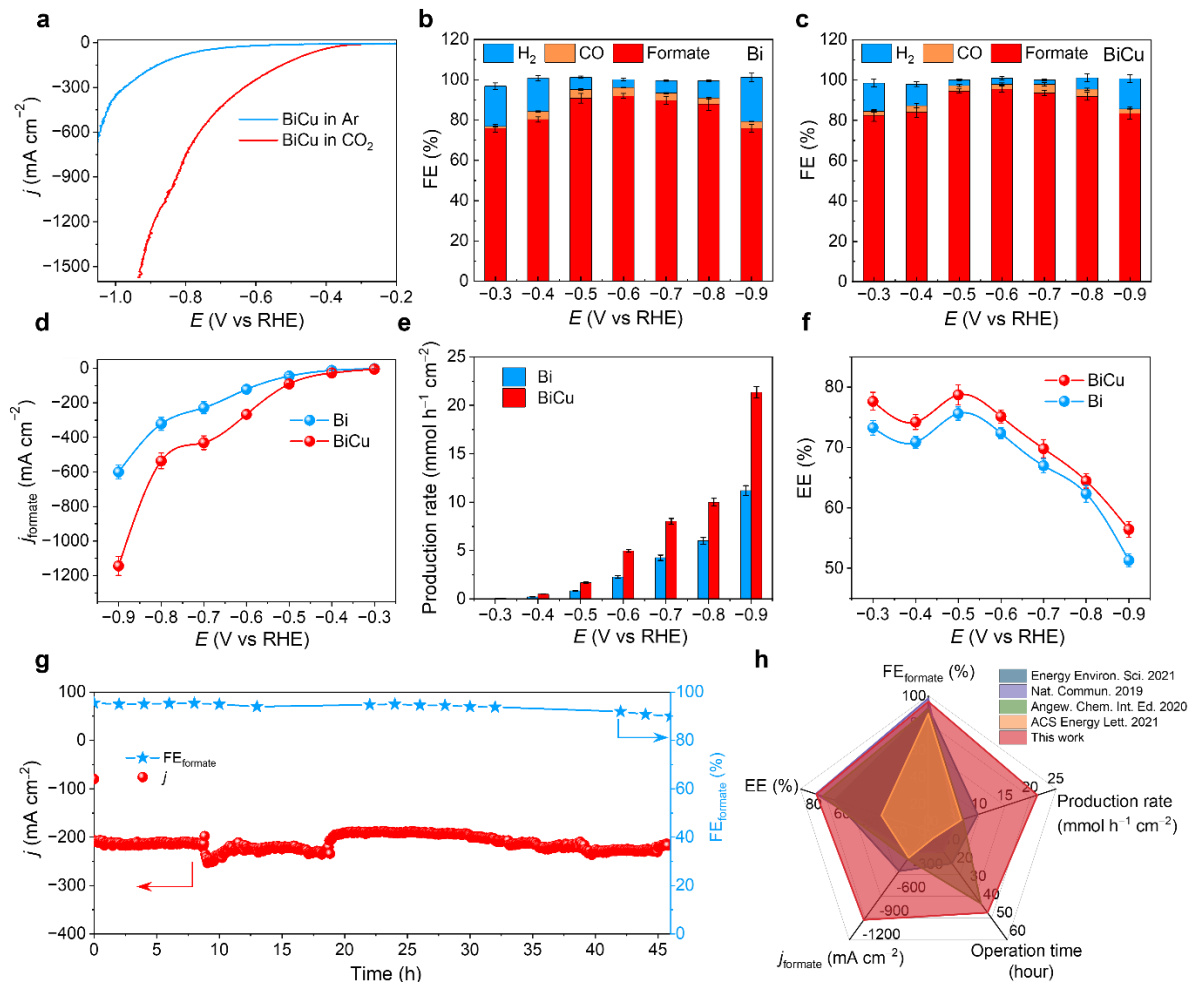 a
0
−300
−600
−900
−1200
−1500
j (mA cm⁻²)
BiCu in Ar
BiCu in CO₂
−1.0 −0.8 −0.6 −0.4 −0.2
E (V vs RHE)
b
120
100
80
60
40
20
0
FE (%)
H₂ CO Formate Bi
−0.3 −0.4 −0.5 −0.6 −0.7 −0.8 −0.9
E (V vs RHE)
c
120
100
80
60
40
20
0
FE (%)
H₂ CO Formate BiCu
−0.3 −0.4 −0.5 −0.6 −0.7 −0.8 −0.9
E (V vs RHE)
d
0
−200
−400
−600
−800
−1000
−1200
jformate (mA cm⁻²)
Bi
BiCu
−0.9 −0.8 −0.7 −0.6 −0.5 −0.4 −0.3
E (V vs RHE)
e
25
20
15
10
5
0
Production rate (mmol h⁻¹ cm⁻²)
Bi
BiCu
−0.3 −0.4 −0.5 −0.6 −0.7 −0.8 −0.9
E (V vs RHE)
f
80
70
60
50
EE (%)
BiCu
Bi
−0.3 −0.4 −0.5 −0.6 −0.7 −0.8 −0.9
E (V vs RHE)
g
100
0
−100
−200
−300
−400
j (mA cm⁻²)
FEformate
j
100
80
60
40
20
0
FEformate (%)
0 5 10 15 20 25 30 35 40 45
Time (h)
h
FEformate (%)
100
Energy Environ. Sci. 2021
Nat. Commun. 2019
Angew. Chem. Int. Ed. 2020
ACS Energy Lett. 2021
This work
EE (%)
80
60
25
20
15
10
Production rate
(mmol h⁻¹ cm⁻²)
-300
-600
-900
-1200
jformate (mA cm⁻²)
20
30
40
50
60
Operation time
(hour)